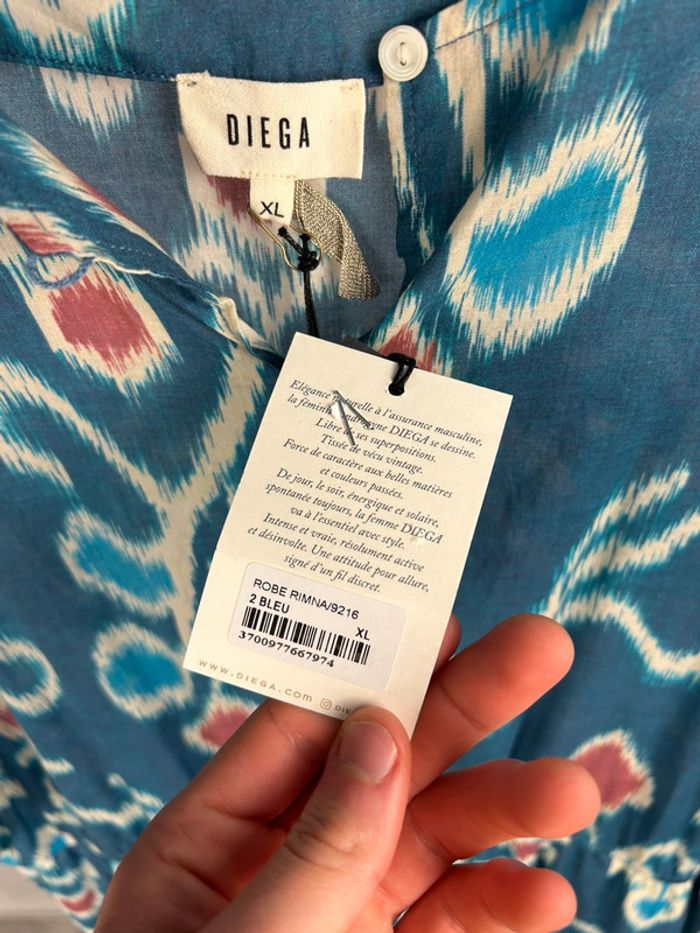 DIEGA
XL
Elégance naturelle à l'assurance masculine,
la féminine androgyne DIEGA se dessine.
Libre de ses superpositions.
Tissée de vécu vintage.
Force de caractère aux belles matières
et couleurs passées.
De jour, le soir, énergique et solaire,
spontanée toujours, la femme DIEGA
va à l'essentiel avec style.
Intense et vraie, résolument active
et désinvolte. Une attitude pour allure,
signé d'un fil discret.
ROBE RIMNA/9216
2 BLEU XL
3700977667974
WWW.DIEGA.COM